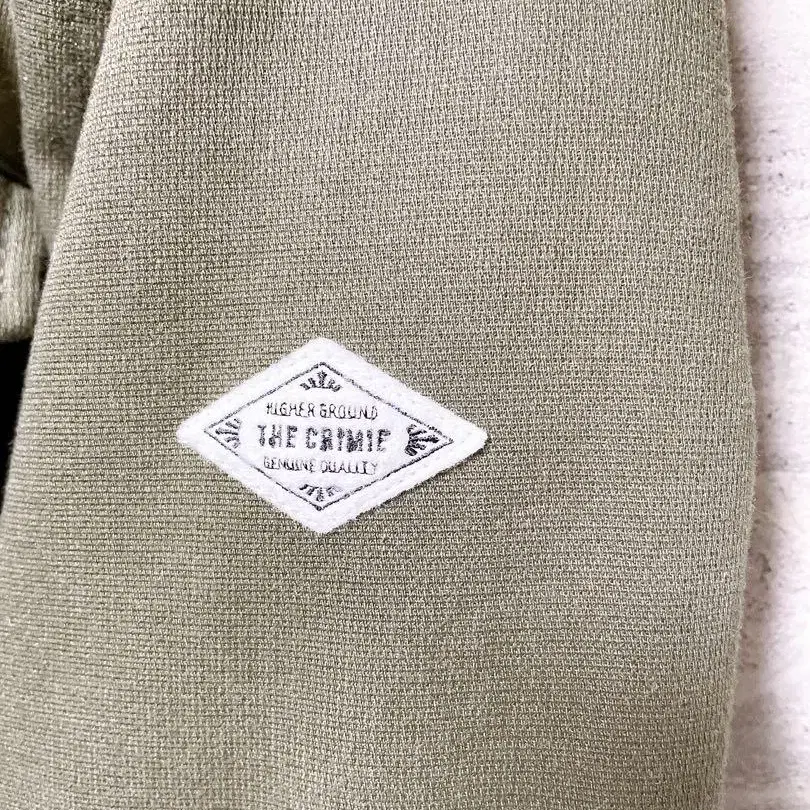 HIGHER GROUND
THE CRIMIE
GENUINE QUALITY